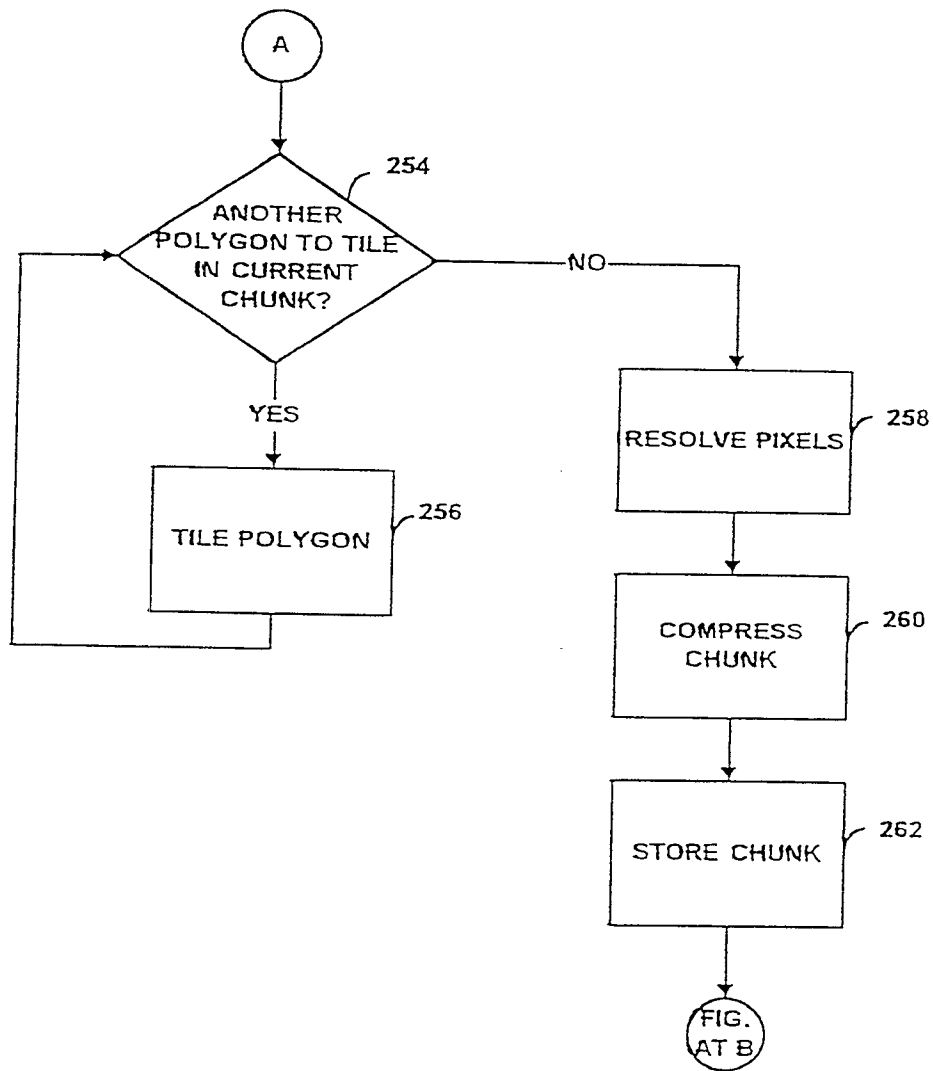 A
254
ANOTHER
POLYGON TO TILE
IN CURRENT
CHUNK?
NO
YES
258
RESOLVE PIXELS
256
TILE POLYGON
260
COMPRESS
CHUNK
262
STORE CHUNK
FIG.
AT B